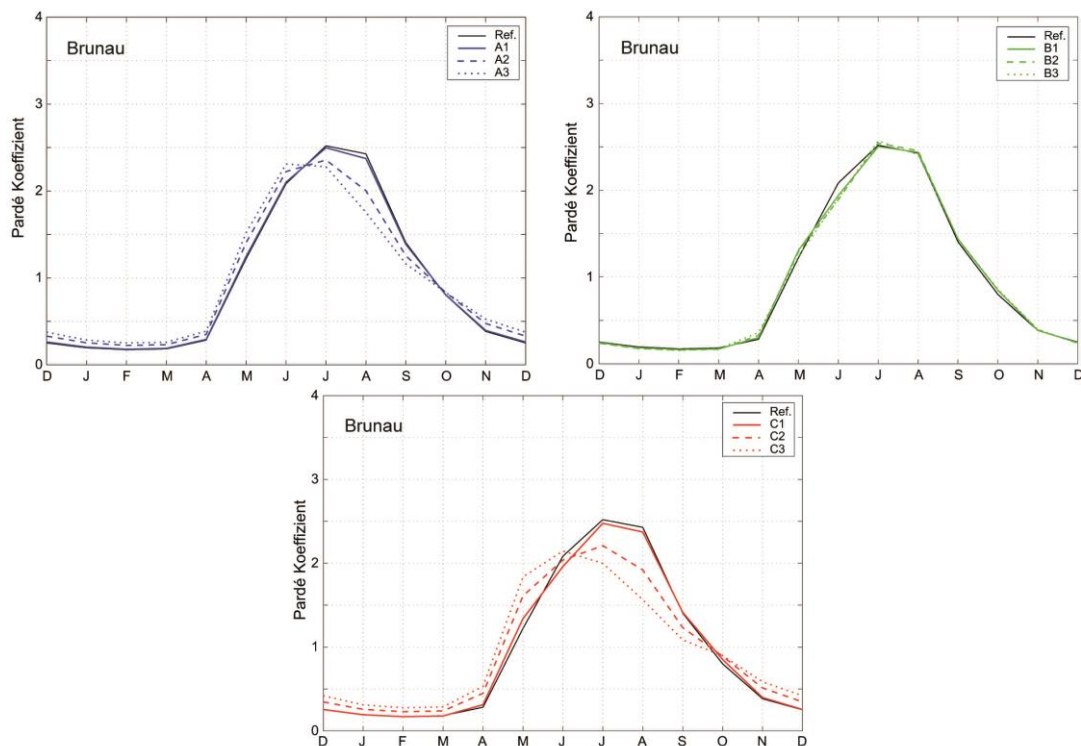 Brunau
Pardé Koeffizient
4
3
2
1
0
D J F M A M J J A S O N D
Ref.
A1
A2
A3
Brunau
Pardé Koeffizient
4
3
2
1
0
D J F M A M J J A S O N D
Ref.
B1
B2
B3
Brunau
Pardé Koeffizient
4
3
2
1
0
D J F M A M J J A S O N D
Ref.
C1
C2
C3